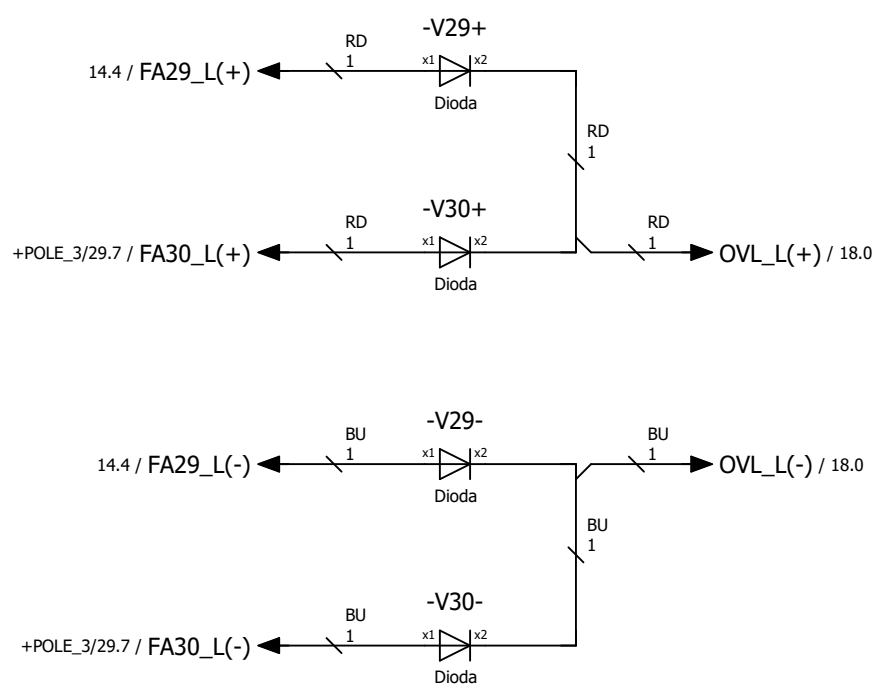 -V29+
RD
1
x1
x2
14.4 / FA29_L(+)
Dioda
RD
1
-V30+
RD
1
x1
x2
RD
1
+POLE_3/29.7 / FA30_L(+)
OVL_L(+) / 18.0
Dioda
-V29-
BU
1
x1
x2
BU
1
14.4 / FA29_L(-)
OVL_L(-) / 18.0
Dioda
BU
1
-V30-
BU
1
x1
x2
+POLE_3/29.7 / FA30_L(-)
Dioda